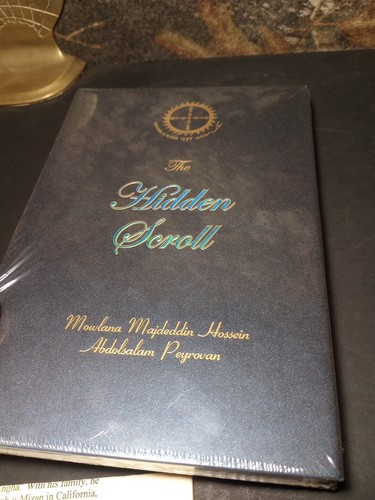 The
Hidden
Scroll
Mowlana Majdeddin Hossein
Abdolsalam Peyrovan
With his family, he
Mizan in California,